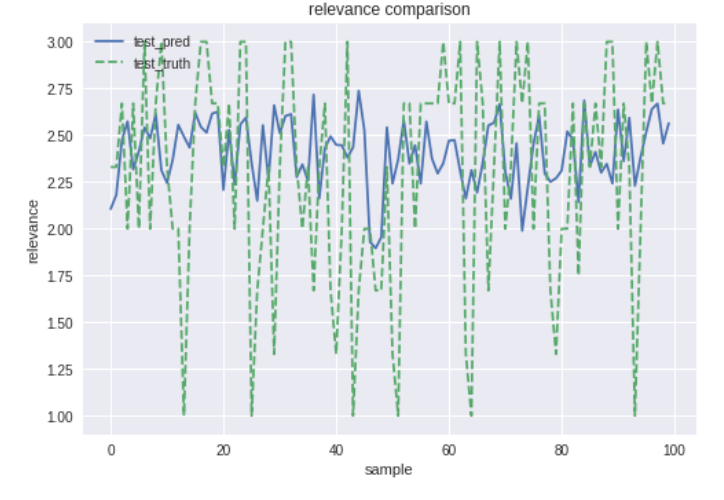 relevance comparison
test_pred
test_truth
3.00
2.75
2.50
2.25
2.00
1.75
1.50
1.25
1.00
relevance
0 20 40 60 80 100
sample